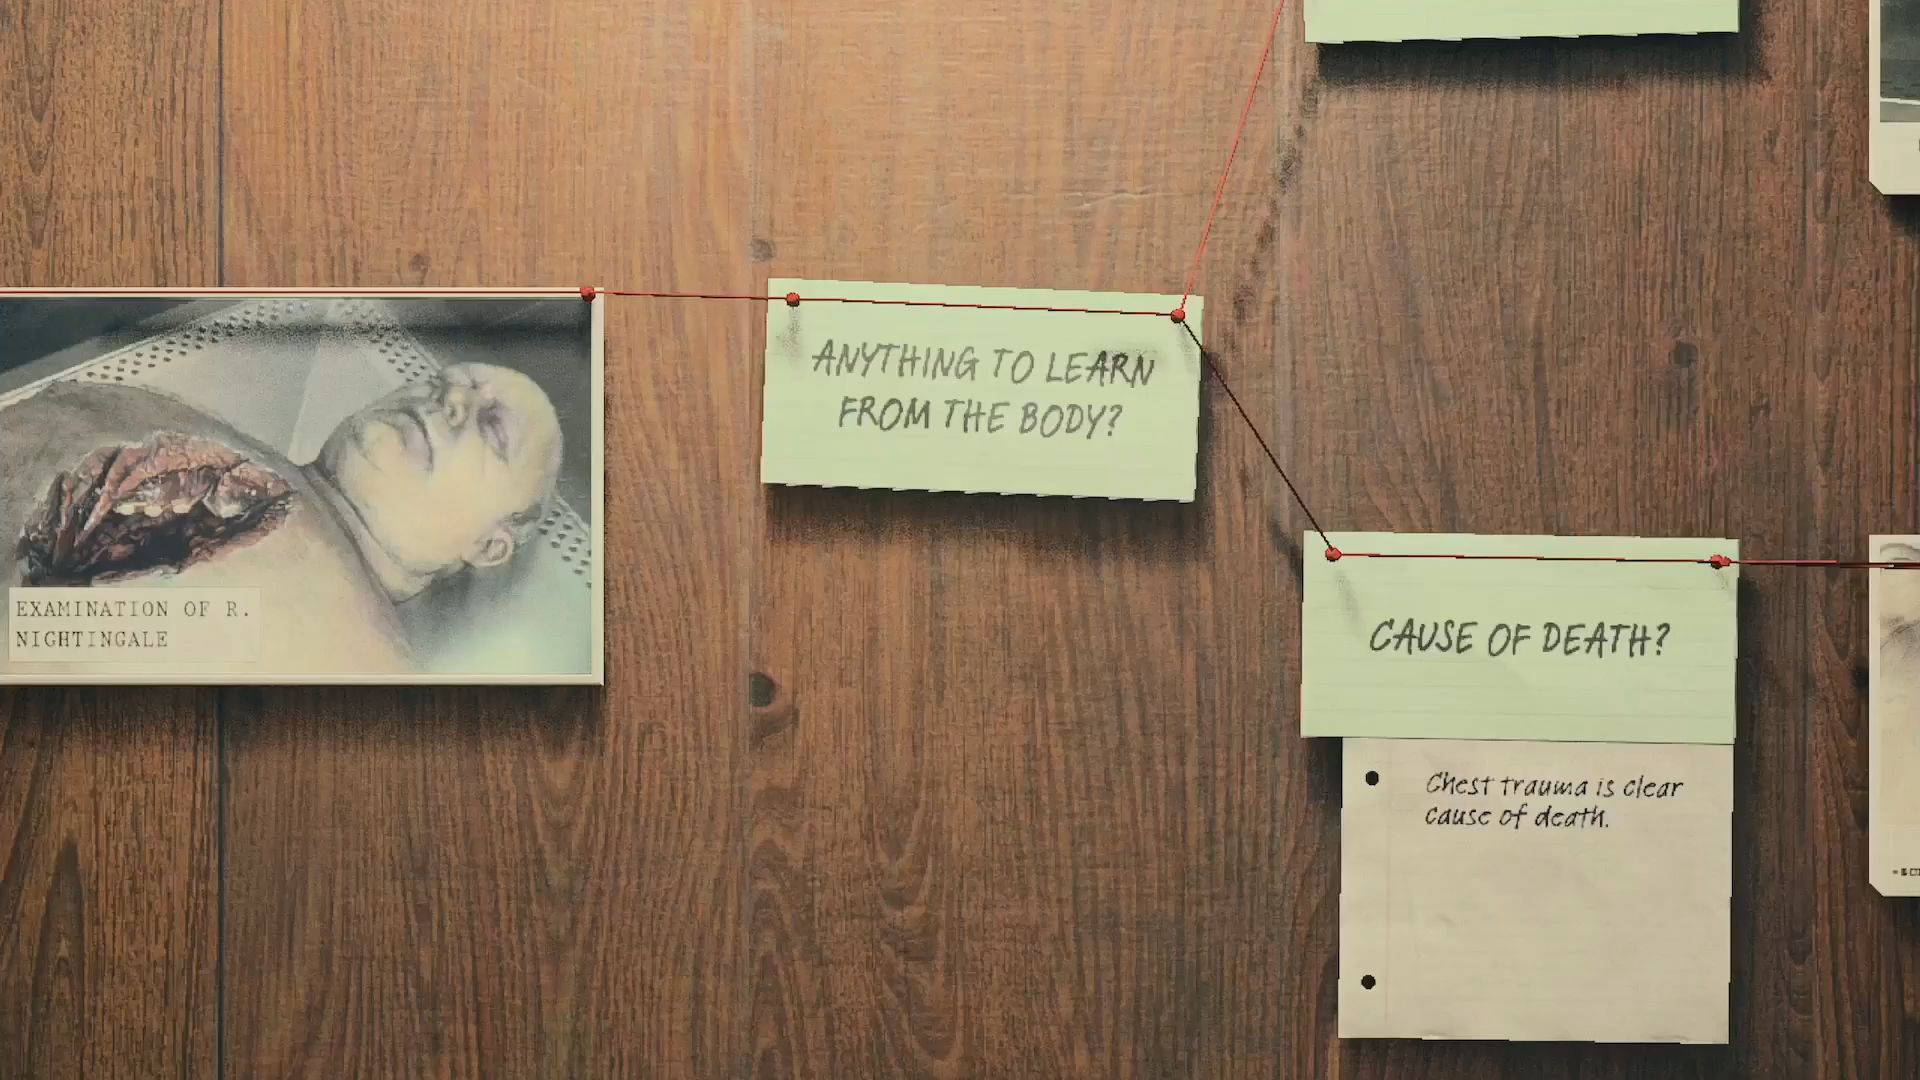 ANYTHING TO LEARN
FROM THE BODY?
EXAMINATION OF R.
NIGHTINGALE
CAUSE OF DEATH?
Chest trauma is clear
cause of death.